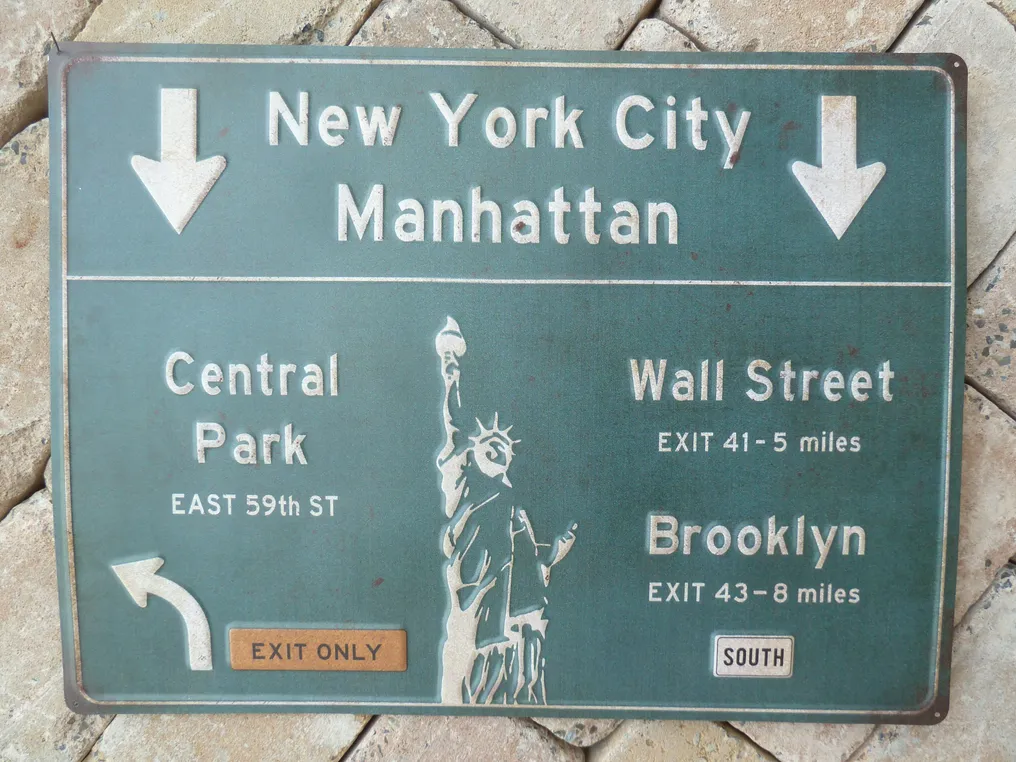 New York City
Manhattan
Central
Park
EAST 59th ST
EXIT ONLY
Wall Street
EXIT 41-5 miles
Brooklyn
EXIT 43-8 miles
SOUTH